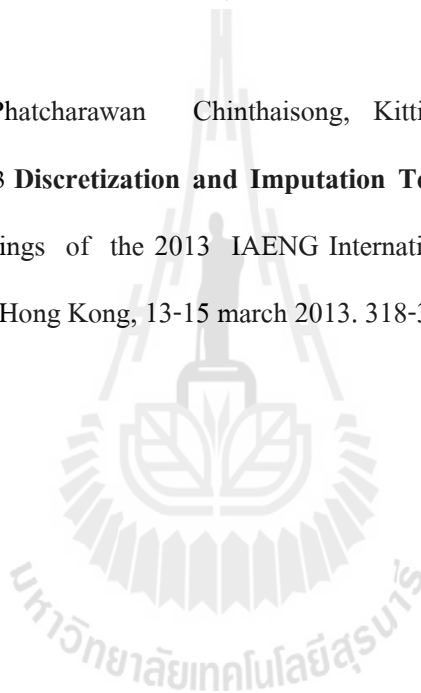 Phatcharawan Chinthaisong, Kitti
3 Discretization and Imputation Te
ings of the 2013 IAENG Internati
Hong Kong, 13-15 march 2013. 318-3
มหาวิทยาลัยเทคโนโลยีสุรนารี